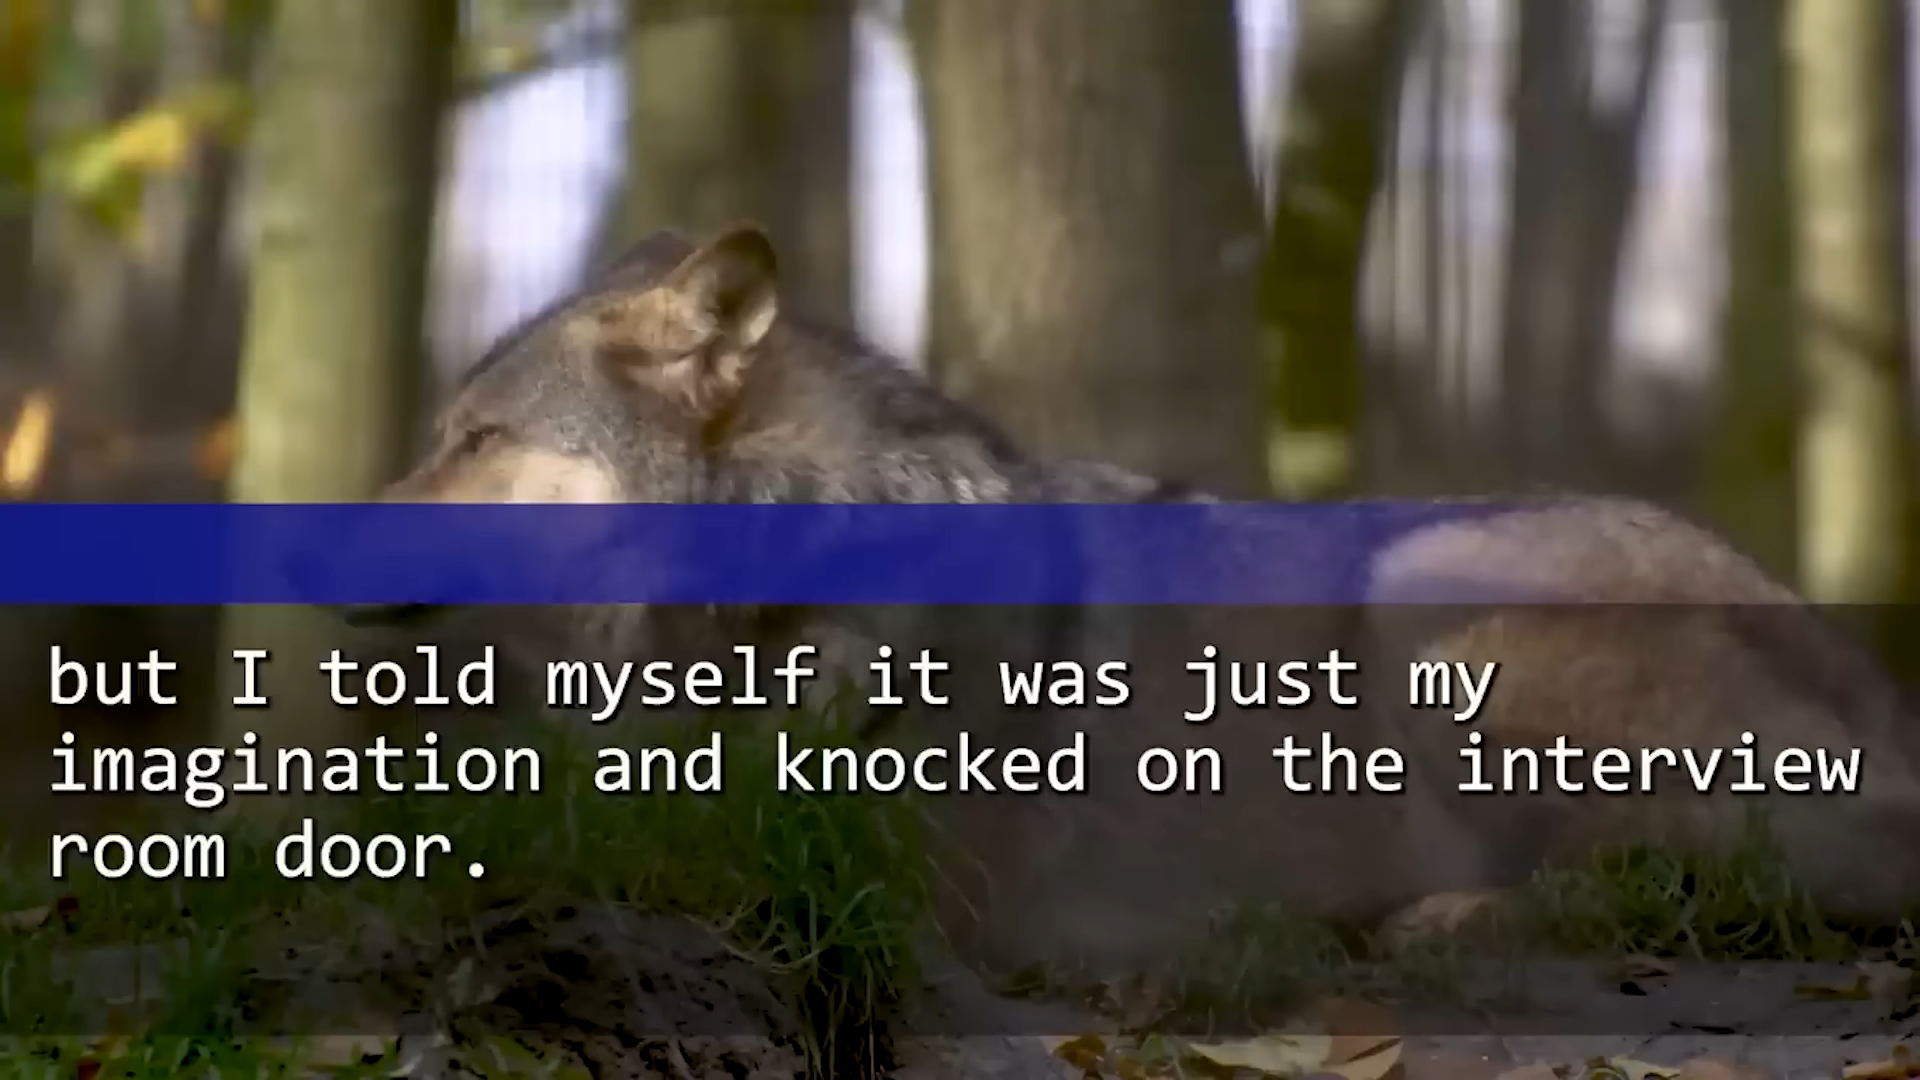 but I told myself it was just my
imagination and knocked on the interview
room door.